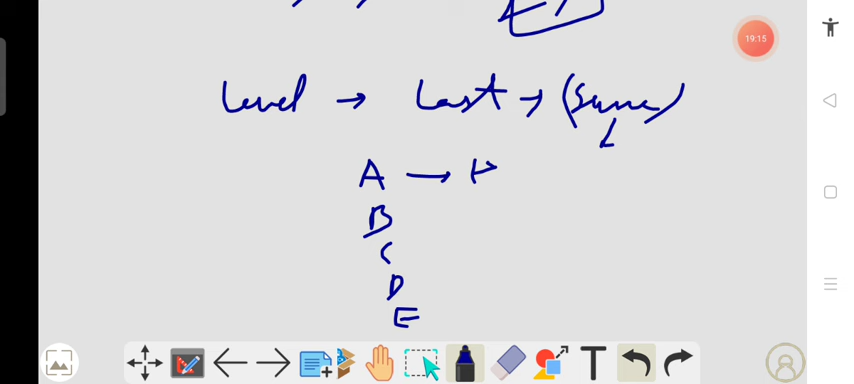 19:15
Level → Last → (Same)
A →
B
C
D
E
T